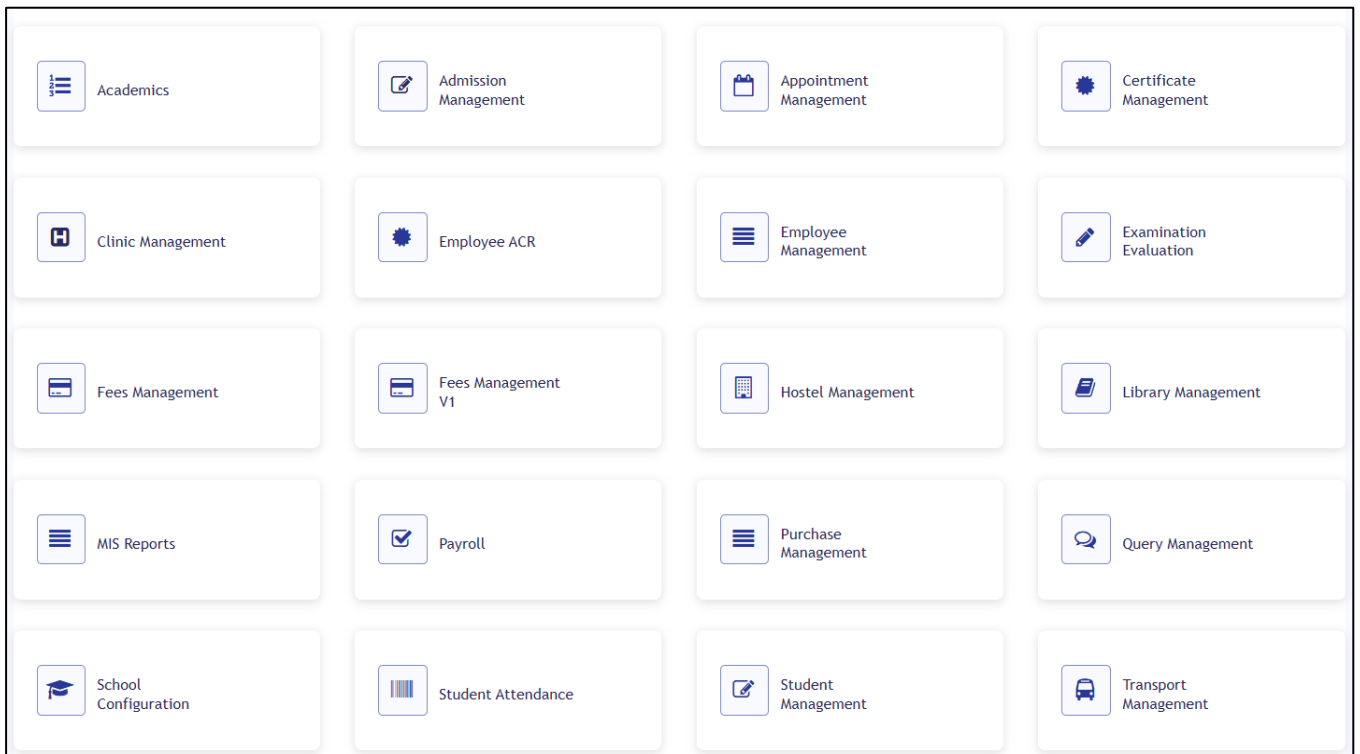 Academics
Admission
Management
Appointment
Management
Certificate
Management
Clinic Management
Employee ACR
Employee
Management
Examination
Evaluation
Fees Management
Fees Management
V1
Hostel Management
Library Management
MIS Reports
Payroll
Purchase
Management
Query Management
School
Configuration
Student Attendance
Student
Management
Transport
Management